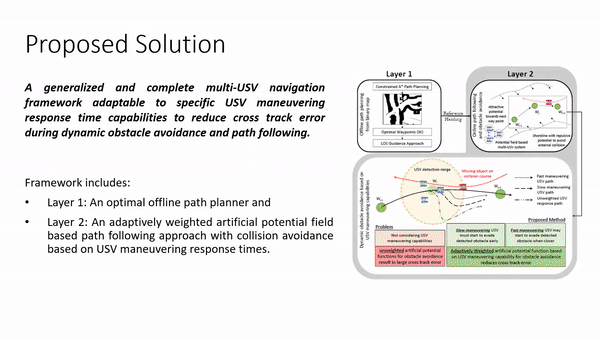 Proposed Solution
A generalized and complete multi-USV navigation
framework adaptable to specific USV maneuvering
response time capabilities to reduce cross track error
during dynamic obstacle avoidance and path following.
Framework includes:
• Layer 1: An optimal offline path planner and
• Layer 2: An adaptively weighted artificial potential field
based path following approach with collision avoidance
based on USV maneuvering response times.
Layer 1
Constrained A* Path Planning
Offline path planning
from binary map
Optimal Waypoints (W)
LOS Guidance Approach
Reference
Heading
Layer 2
Online path following
and obstacle avoidance
Attractive
potential
towards next
way point
Potential field based
multi-USV system
Shoreline with repulsive
potential to avoid
external collisions
Dynamic obstacle avoidance based on
USV maneuvering capabilities
USV detection range
Moving object on
collision course
Fast maneuvering
USV path
Slow maneuvering
USV path
Unweighted USV
response path
Problem
Not considering USV
maneuvering capabilities
Unweighted artificial potential
functions for obstacle avoidance
result in large cross track error
Proposed Method
Slow maneuvering USV
must start to evade
detected obstacle early
Fast maneuvering USV may
start to evade detected
obstacle when closer
Adaptively Weighted artificial potential function based
on USV maneuvering capability for obstacle avoidance
reduces cross track error